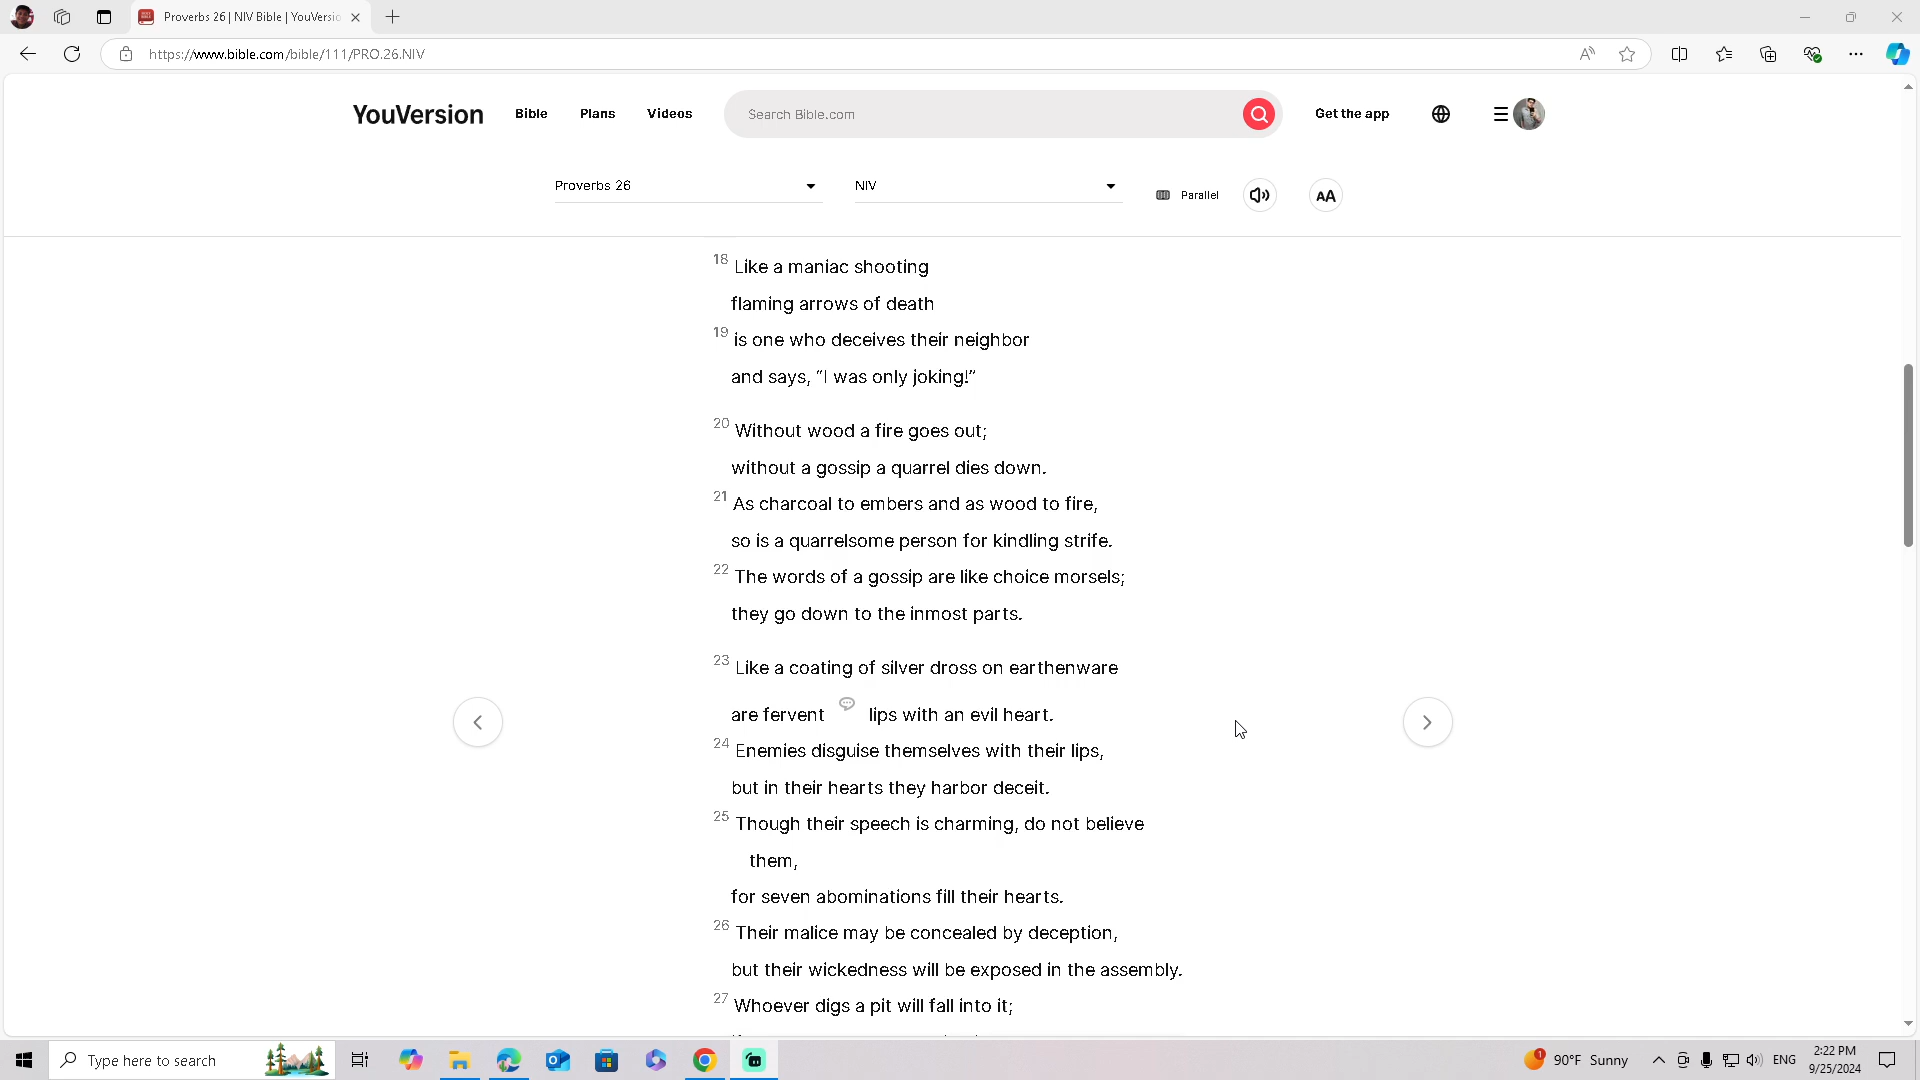 Proverbs 26 | NIV Bible | YouVersio
https://www.bible.com/bible/111/PRO.26.NIV
YouVersion Bible Plans Videos Search Bible.com Get the app
Proverbs 26 NIV Parallel AA
18 Like a maniac shooting
flaming arrows of death
19 is one who deceives their neighbor
and says, “I was only joking!”
20 Without wood a fire goes out;
without a gossip a quarrel dies down.
21 As charcoal to embers and as wood to fire,
so is a quarrelsome person for kindling strife.
22 The words of a gossip are like choice morsels;
they go down to the inmost parts.
23 Like a coating of silver dross on earthenware
are fervent lips with an evil heart.
24 Enemies disguise themselves with their lips,
but in their hearts they harbor deceit.
25 Though their speech is charming, do not believe
them,
for seven abominations fill their hearts.
26 Their malice may be concealed by deception,
but their wickedness will be exposed in the assembly.
27 Whoever digs a pit will fall into it;
Type here to search 1 90°F Sunny ENG 2:22 PM
9/25/2024